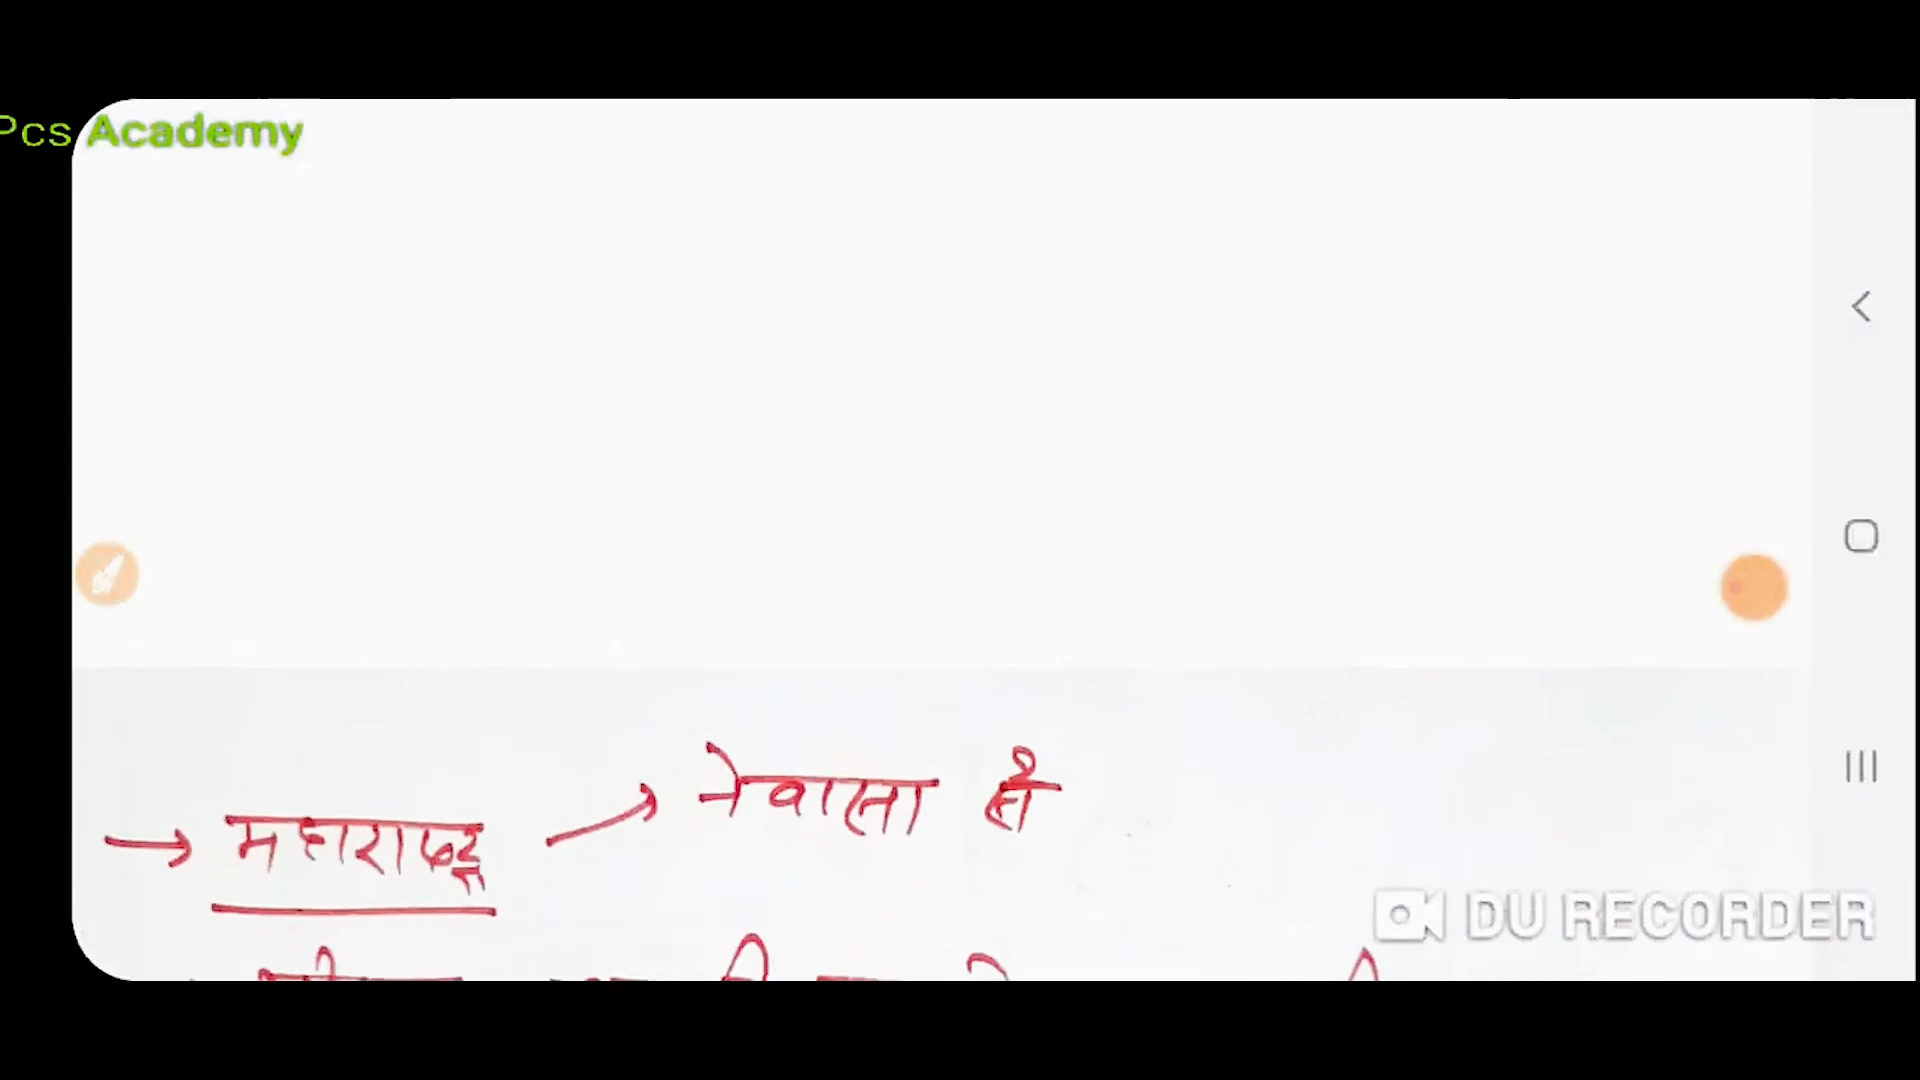 Pcs Academy
→ महाराष्ट्र → नेवासा से
DU RECORDER